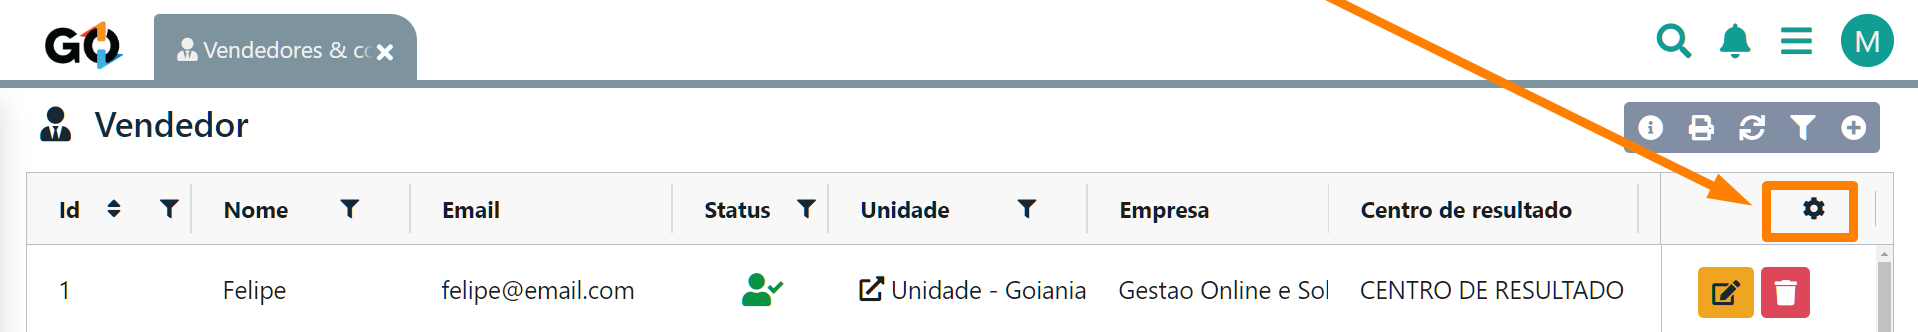 GO
Vendedores & co
M
Vendedor
Id Nome Email Status Unidade Empresa Centro de resultado
1 Felipe felipe@email.com Unidade - Goiania Gestao Online e Sol CENTRO DE RESULTADO